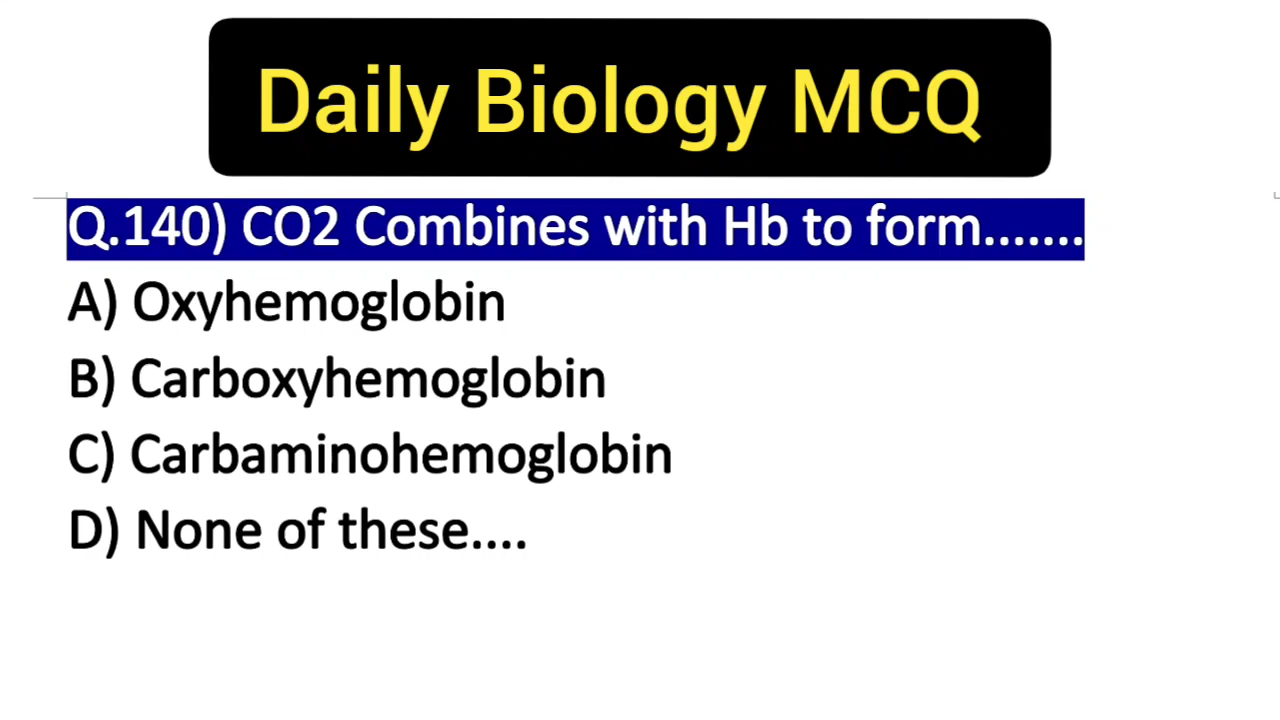 Daily Biology MCQ
Q.140) CO2 Combines with Hb to form.......
A) Oxyhemoglobin
B) Carboxyhemoglobin
C) Carbaminohemoglobin
D) None of these....